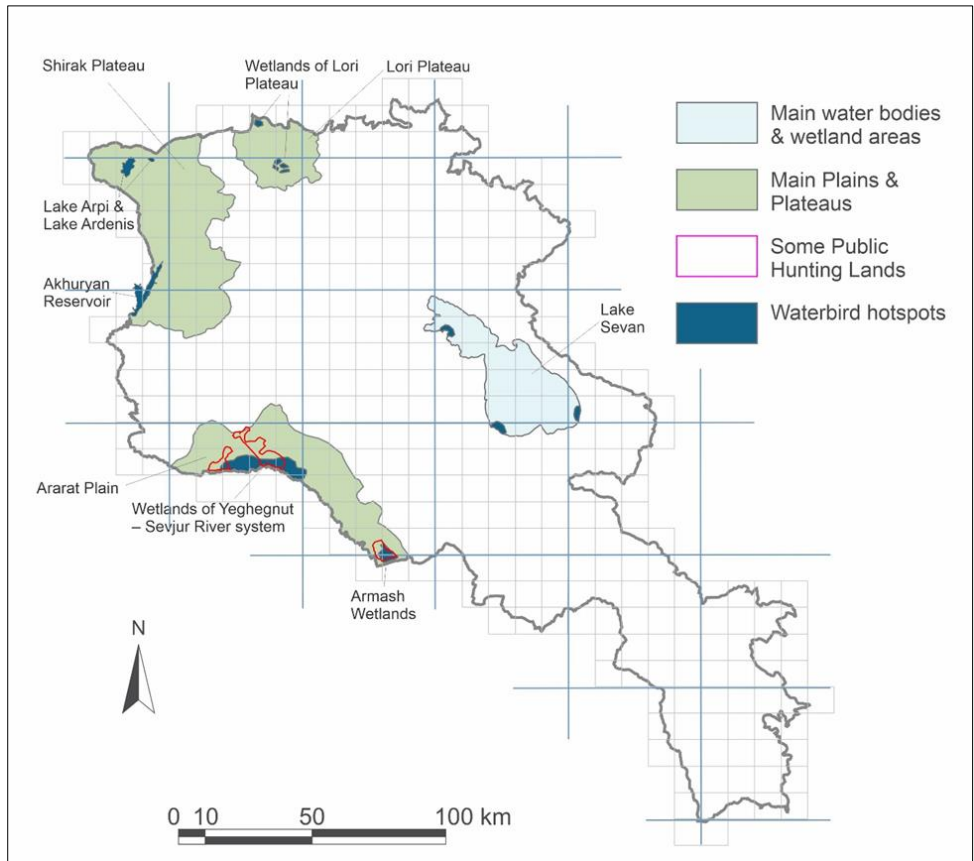 Shirak Plateau
Wetlands of Lori
Plateau
Lori Plateau
Main water bodies
& wetland areas
Main Plains &
Plateaus
Lake Arpi &
Lake Ardenis
Some Public
Hunting Lands
Akhuryan
Reservoir
Waterbird hotspots
Lake
Sevan
Ararat Plain
Wetlands of Yeghegnut
– Sevjur River system
Armash
Wetlands
N
0 10 50 100 km